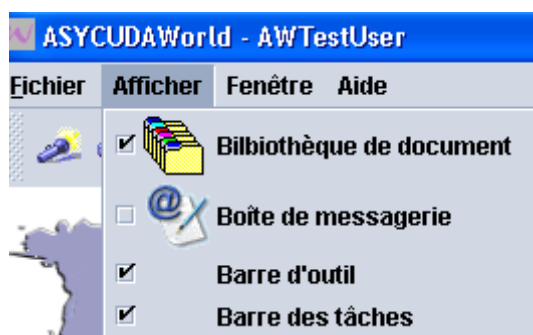 ASYCUDAWorld - AWTestUser
Fichier Afficher Fenêtre Aide
Bilbiothèque de document
Boîte de messagerie
Barre d'outil
Barre des tâches